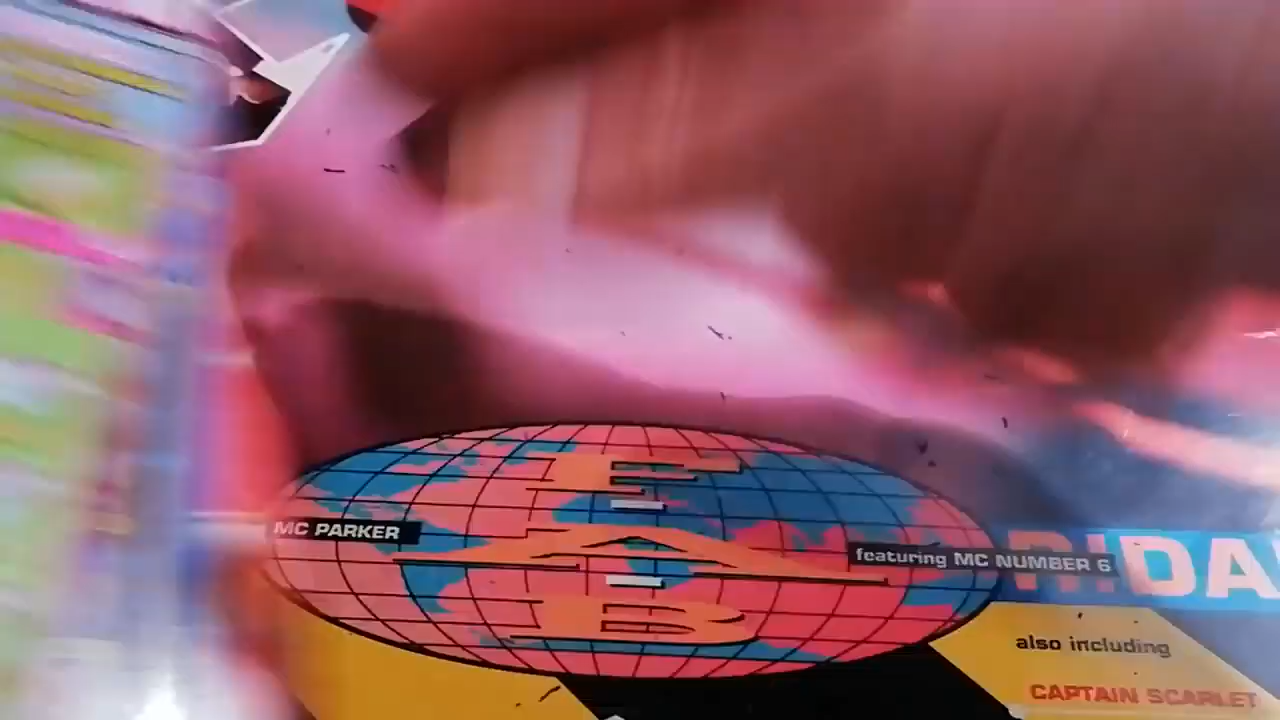 F
A
B
MC PARKER
featuring MC NUMBER 6
also including
CAPTAIN SCARLET